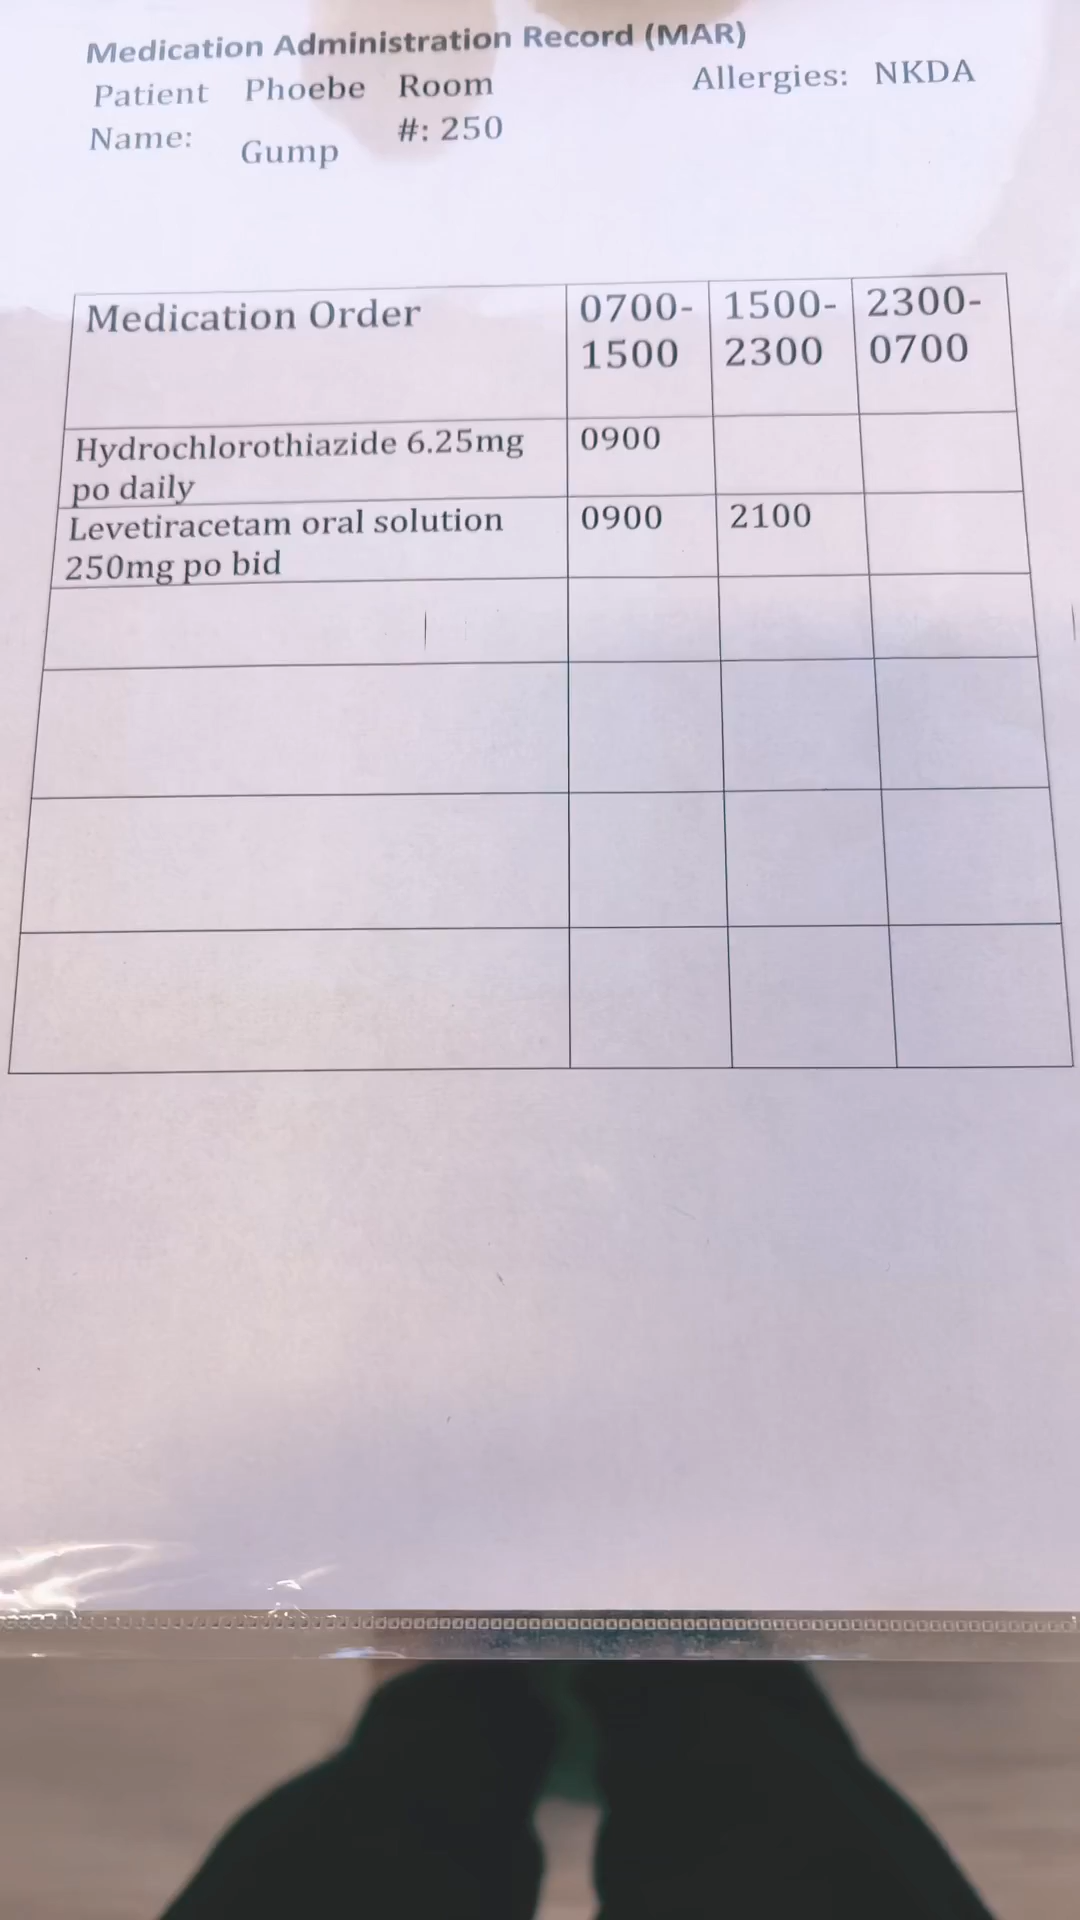 Medication Administration Record (MAR)
Patient Name: Phoebe Gump Room #: 250 Allergies: NKDA
Medication Order 0700-1500 1500-2300 2300-0700
Hydrochlorothiazide 6.25mg po daily 0900
Levetiracetam oral solution 250mg po bid 0900 2100